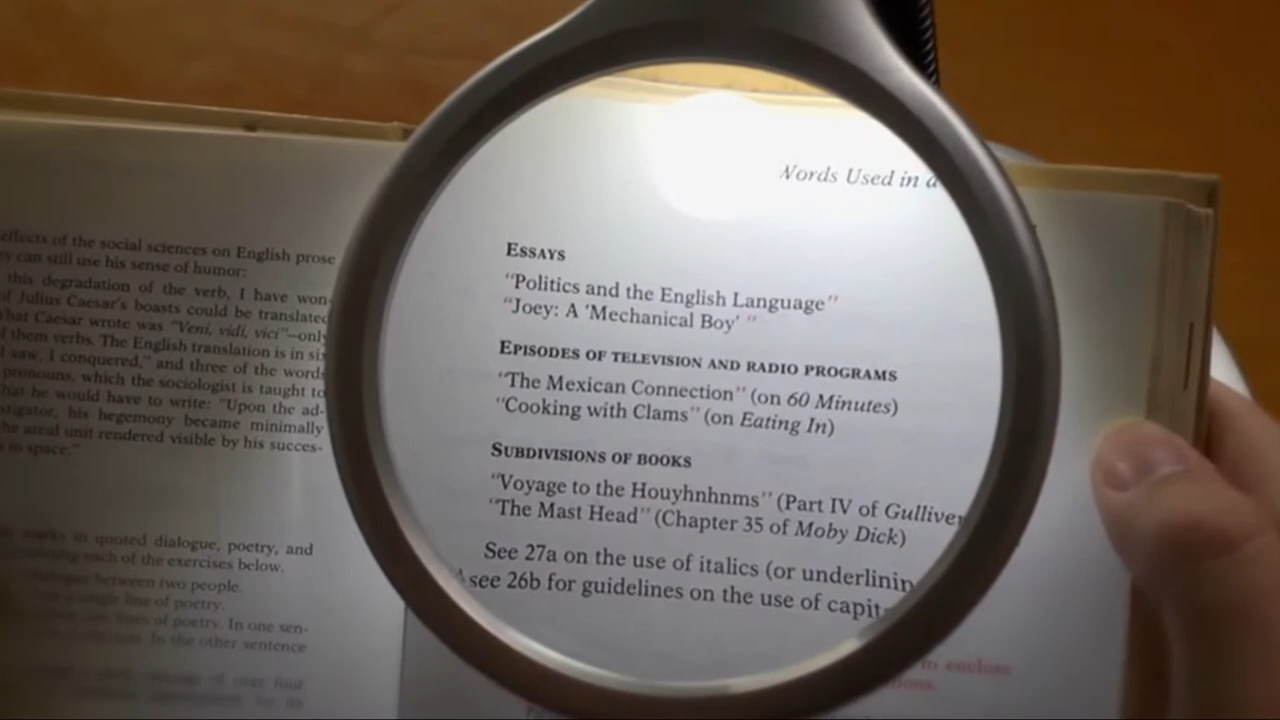 effects of the social sciences on English prose
can still use his sense of humor:
this degradation of the verb, I have won-
of Julius Caesar's boasts could be translated
What Caesar wrote was "Veni, vidi, vici"—only
of them verbs. The English translation is in six
I saw, I conquered," and three of the words
pronouns, which the sociologist is taught to
that he would have to write: "Upon the ad-
his hegemony became minimally
the areal unit rendered visible by his succes-
in space."
marks in quoted dialogue, poetry, and
each of the exercises below.
dialogue between two people.
single line of poetry.
lines of poetry. In one sen-
In the other sentence
of over four
Words Used in a
ESSAYS
"Politics and the English Language"
"Joey: A 'Mechanical Boy' "
EPISODES OF TELEVISION AND RADIO PROGRAMS
"The Mexican Connection" (on 60 Minutes)
"Cooking with Clams" (on Eating In)
SUBDIVISIONS OF BOOKS
"Voyage to the Houyhnhnms" (Part IV of Gulliver
"The Mast Head" (Chapter 35 of Moby Dick)
See 27a on the use of italics (or underlinin
see 26b for guidelines on the use of capit
to enclose